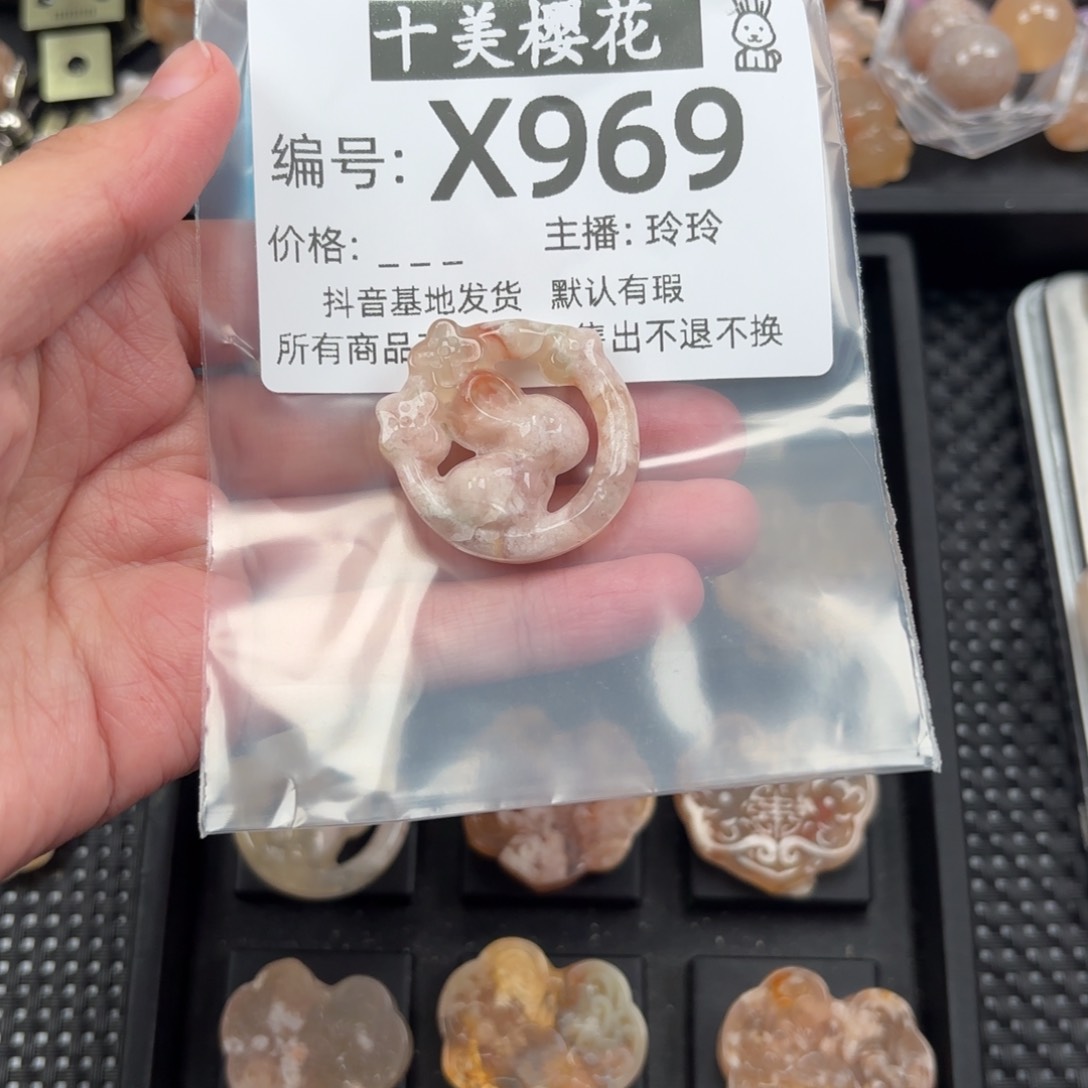 十美樱花
编号: X969
价格: _ _ _ 主播: 玲玲
抖音基地发货 默认有瑕
所有商品 售出不退不换